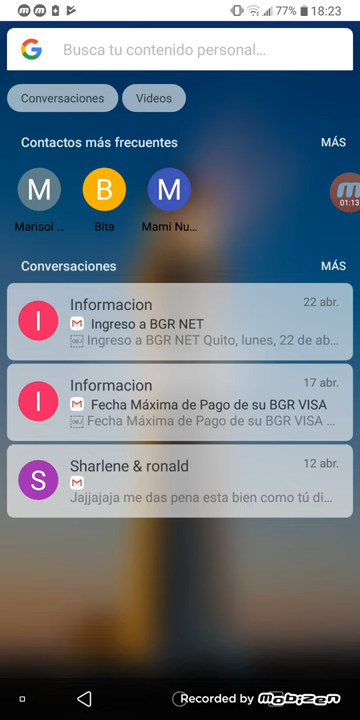 77% 18:23
Busca tu contenido personal...
Conversaciones Videos
Contactos más frecuentes MÁS
M B M
01:13
Marisol ... Bita Mami Nu...
Conversaciones MÁS
I Informacion 22 abr.
Ingreso a BGR NET
OBJ Ingreso a BGR NET Quito, lunes, 22 de ab...
I Informacion 17 abr.
Fecha Máxima de Pago de su BGR VISA
OBJ Fecha Máxima de Pago de su BGR VISA ...
S Sharlene & ronald 12 abr.
Jajjajaja me das pena esta bien como tú di...
Recorded by mobizen